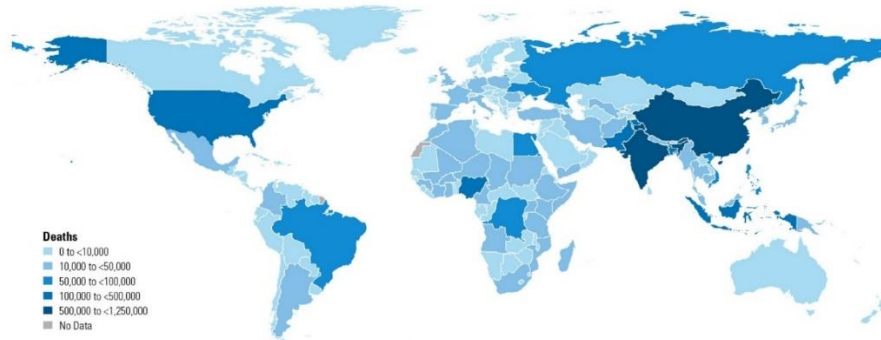 Deaths
0 to <10,000
10,000 to <50,000
50,000 to <100,000
100,000 to <500,000
500,000 to <1,250,000
No Data